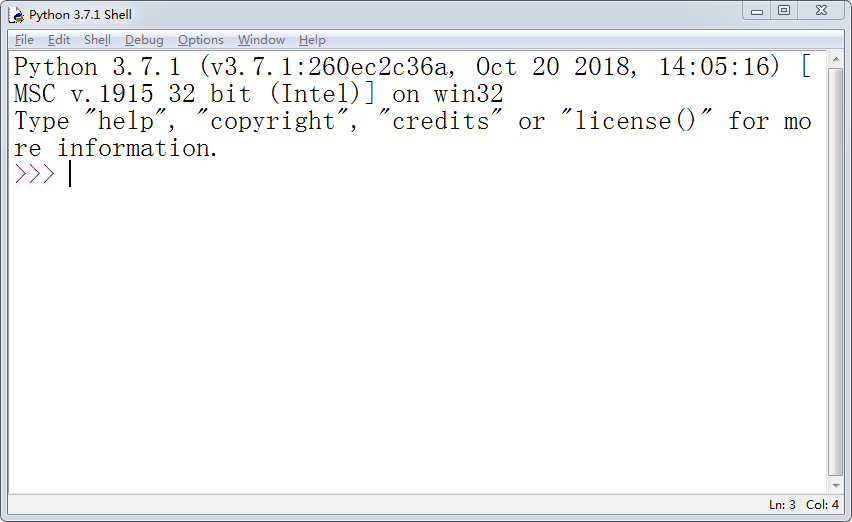 Python 3.7.1 Shell
File Edit Shell Debug Options Window Help
Python 3.7.1 (v3.7.1:260ec2c36a, Oct 20 2018, 14:05:16) [
MSC v.1915 32 bit (Intel)] on win32
Type "help", "copyright", "credits" or "license()" for mo
re information.
>>>
Ln: 3 Col: 4